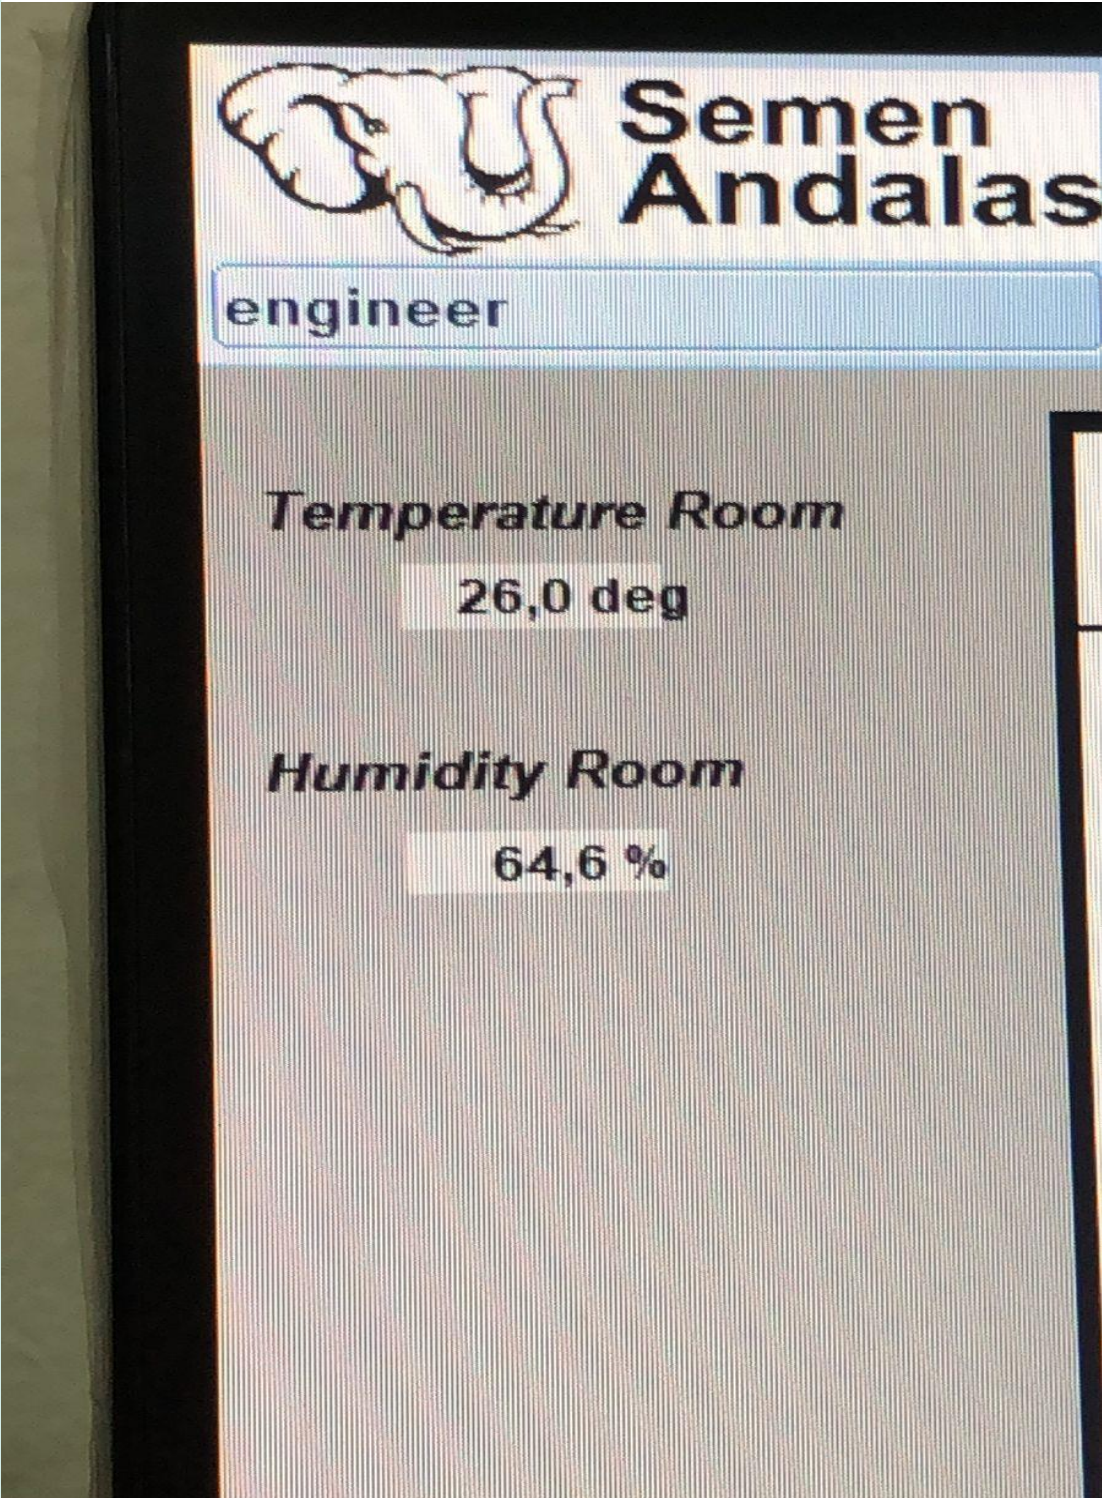 Semen
Andalas
engineer
Temperature Room
26,0 deg
Humidity Room
64,6 %